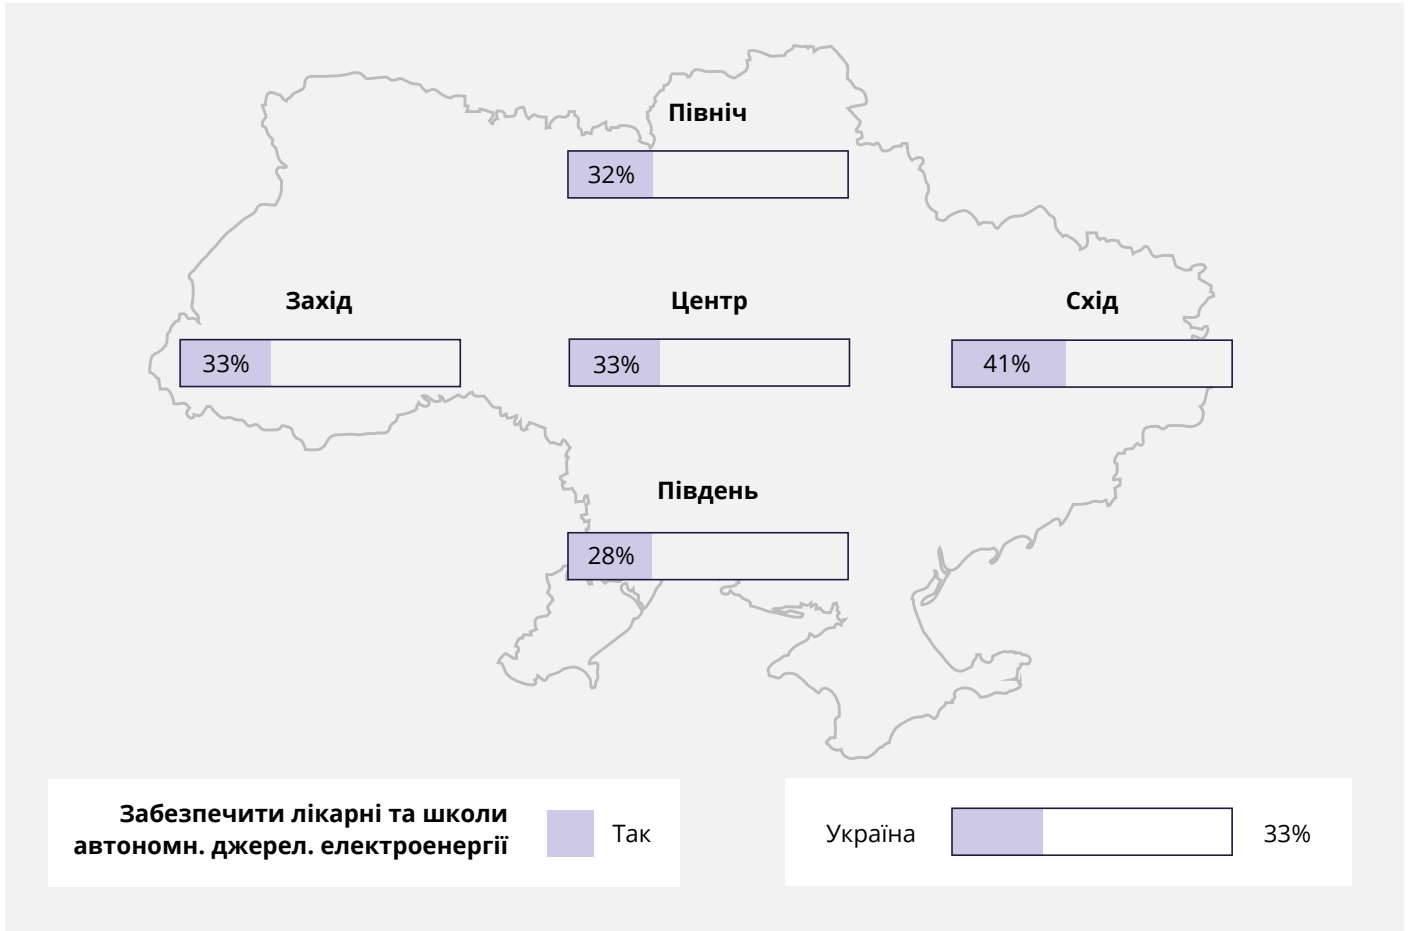 Північ
32%
Захід
33%
Центр
33%
Схід
41%
Південь
28%
Забезпечити лікарні та школи
автономн. джерел. електроенергії
Так
Україна
33%